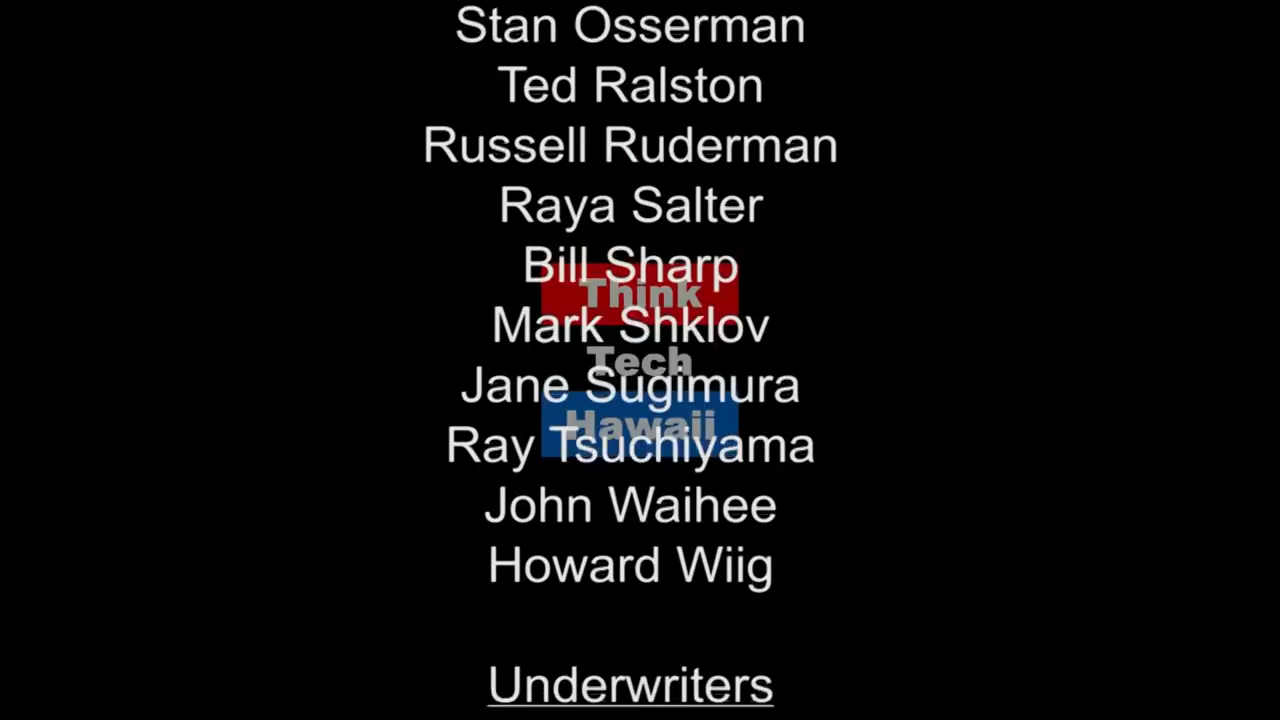 Stan Osserman
Ted Ralston
Russell Ruderman
Raya Salter
Bill Sharp
Think
Mark Shklov
Tech
Jane Sugimura
Hawaii
Ray Tsuchiyama
John Waihee
Howard Wiig
Underwriters